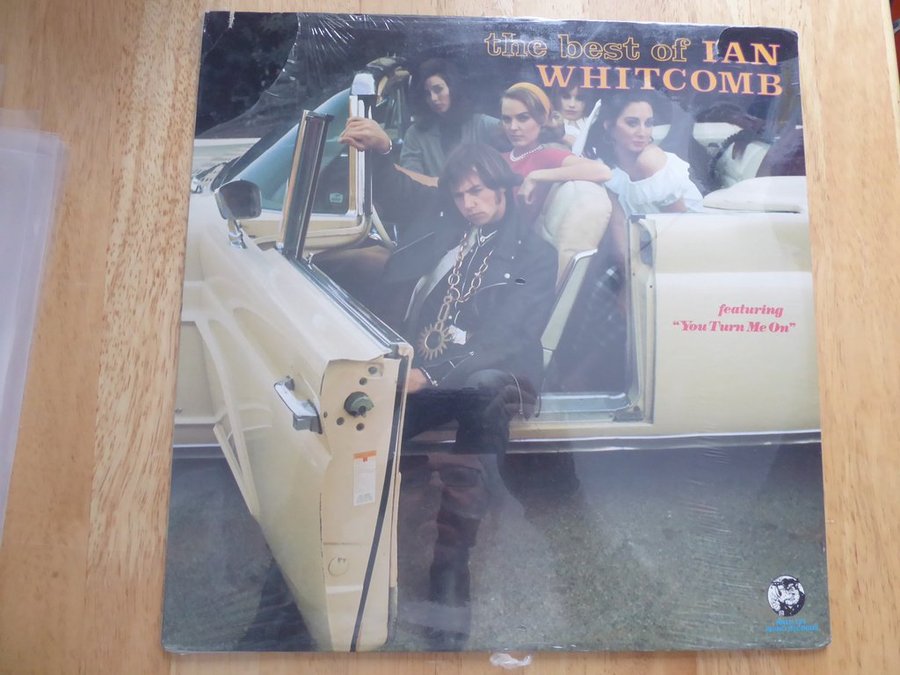 the best of IAN
WHITCOMB
featuring
"You Turn Me On"